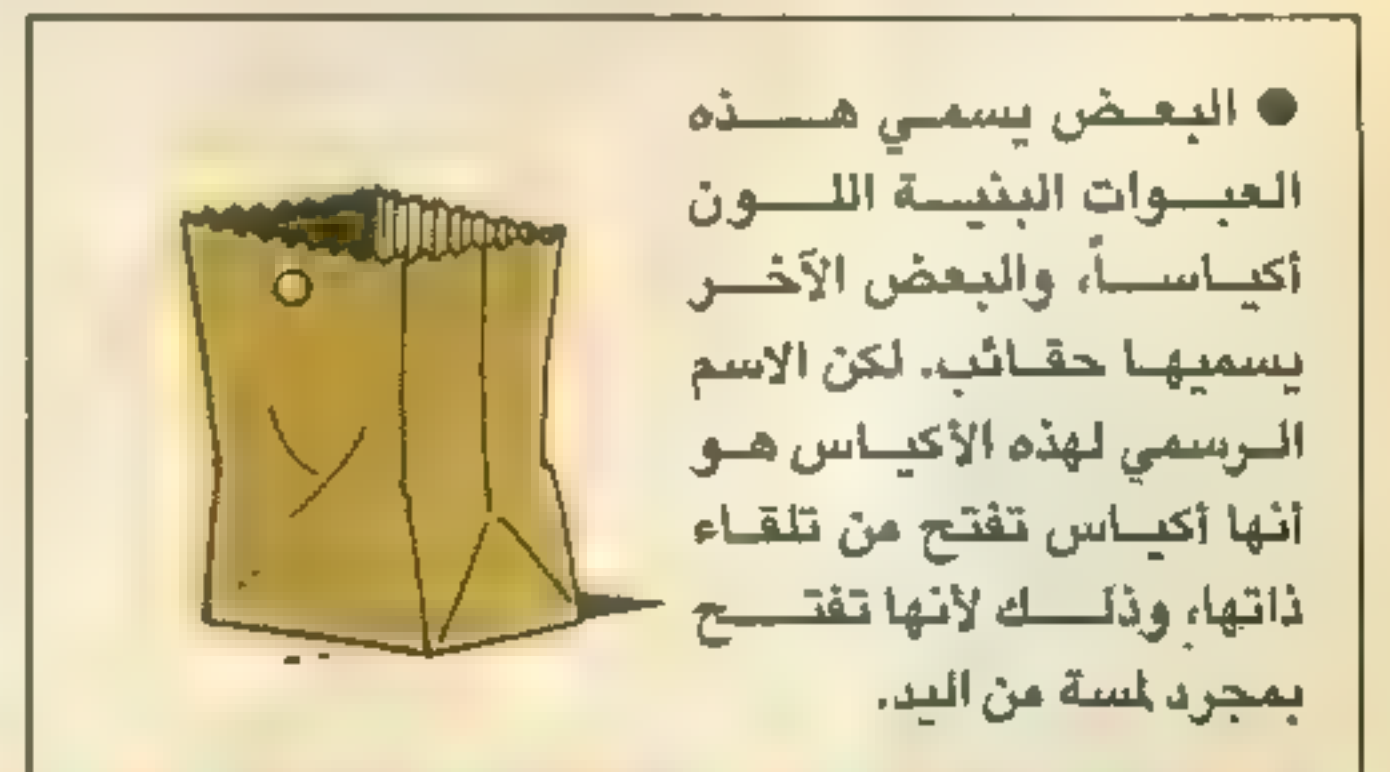 ● البعض يسمي هذه
العبوات البنية اللون
أكياساً، والبعض الآخر
يسميها حقائب. لكن الاسم
الرسمي لهذه الأكياس هو
أنها أكياس تفتح من تلقاء
ذاتها، وذلك لأنها تفتح
بمجرد لمسة من اليد.